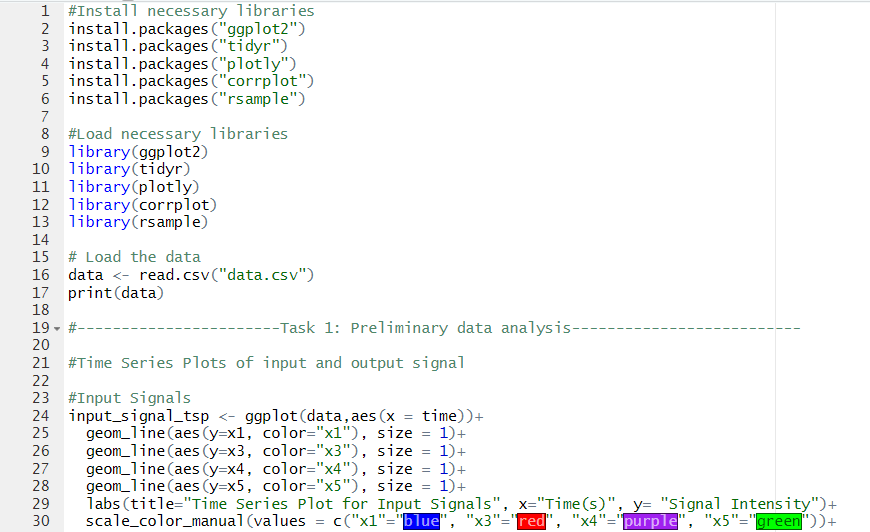 1 #Install necessary libraries
2 install.packages("ggplot2")
3 install.packages("tidyr")
4 install.packages("plotly")
5 install.packages("corrplot")
6 install.packages("rsample")
7
8 #Load necessary libraries
9 library(ggplot2)
10 library(tidyr)
11 library(plotly)
12 library(corrplot)
13 library(rsample)
14
15 # Load the data
16 data <- read.csv("data.csv")
17 print(data)
18
19 #-----------------------Task 1: Preliminary data analysis--------------------------
20
21 #Time Series Plots of input and output signal
22
23 #Input Signals
24 input_signal_tsp <- ggplot(data,aes(x = time))+
25   geom_line(aes(y=x1, color="x1"), size = 1)+
26   geom_line(aes(y=x3, color="x3"), size = 1)+
27   geom_line(aes(y=x4, color="x4"), size = 1)+
28   geom_line(aes(y=x5, color="x5"), size = 1)+
29   labs(title="Time Series Plot for Input Signals", x="Time(s)", y= "Signal Intensity")+
30   scale_color_manual(values = c("x1"="blue", "x3"="red", "x4"="purple", "x5"="green"))+